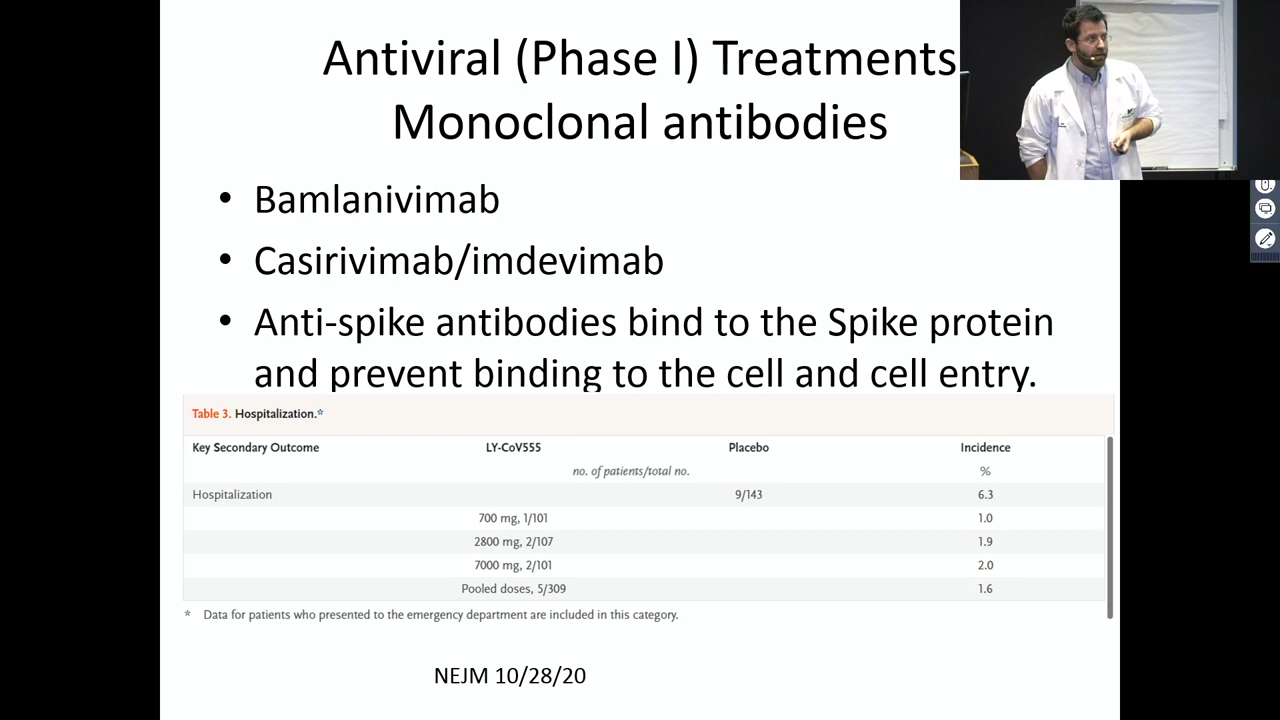 Antiviral (Phase I) Treatments
Monoclonal antibodies
• Bamlanivimab
• Casirivimab/imdevimab
• Anti-spike antibodies bind to the Spike protein
and prevent binding to the cell and cell entry.
Table 3. Hospitalization.*
Key Secondary Outcome LY-CoV555 Placebo Incidence
no. of patients/total no. %
Hospitalization 9/143 6.3
700 mg, 1/101 1.0
2800 mg, 2/107 1.9
7000 mg, 2/101 2.0
Pooled doses, 5/309 1.6
* Data for patients who presented to the emergency department are included in this category.
NEJM 10/28/20